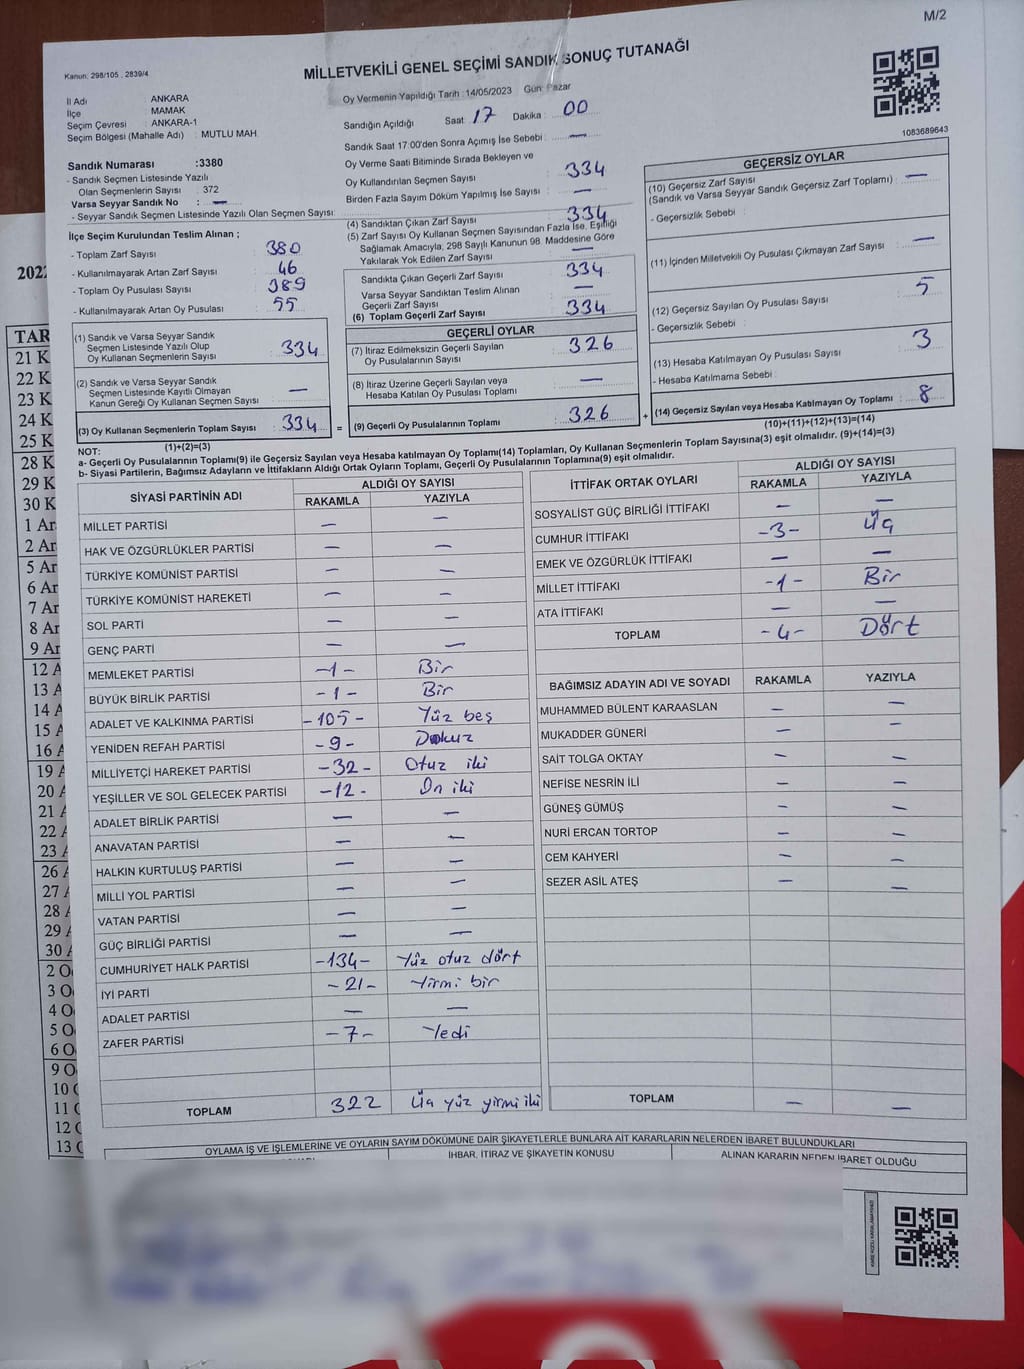 M/2
Kanun: 298/105 , 2839/4
MİLLETVEKİLİ GENEL SEÇİMİ SANDIK SONUÇ TUTANAĞI
İl Adı : ANKARA
İlçe : MAMAK
Seçim Çevresi : ANKARA-1
Seçim Bölgesi (Mahalle Adı) : MUTLU MAH.
Sandık Numarası :3380
- Sandık Seçmen Listesinde Yazılı
Olan Seçmenlerin Sayısı : 372
Varsa Seyyar Sandık No : —
- Seyyar Sandık Seçmen Listesinde Yazılı Olan Seçmen Sayısı:
İlçe Seçim Kurulundan Teslim Alınan ;
- Toplam Zarf Sayısı 380
- Kullanılmayarak Artan Zarf Sayısı 46
- Toplam Oy Pusulası Sayısı 389
- Kullanılmayarak Artan Oy Pusulası 55
Oy Vermenin Yapıldığı Tarih :14/05/2023 Gün: Pazar
Sandığın Açıldığı Saat 17 Dakika : 00
Sandık Saat 17:00'den Sonra Açımış İse Sebebi : —
Oy Verme Saati Bitiminde Sırada Bekleyen ve
Oy Kullandırılan Seçmen Sayısı : 334
Birden Fazla Sayım Döküm Yapılmış İse Sayısı : —
(4) Sandıktan Çıkan Zarf Sayısı 334
(5) Zarf Sayısı Oy Kullanan Seçmen Sayısından Fazla İse, Eşitliği
Sağlamak Amacıyla; 298 Sayılı Kanunun 98. Maddesine Göre
Yakılarak Yok Edilen Zarf Sayısı —
Sandıkta Çıkan Geçerli Zarf Sayısı 334
Varsa Seyyar Sandıktan Teslim Alınan
Geçerli Zarf Sayısı —
(6) Toplam Geçerli Zarf Sayısı 334
1083689643
GEÇERSİZ OYLAR
(10) Geçersiz Zarf Sayısı
(Sandık ve Varsa Seyyar Sandık Geçersiz Zarf Toplamı) : —
- Geçersizlik Sebebi :
(11) İçinden Milletvekili Oy Pusulası Çıkmayan Zarf Sayısı —
(12) Geçersiz Sayılan Oy Pusulası Sayısı 5
- Geçersizlik Sebebi :
(13) Hesaba Katılmayan Oy Pusulası Sayısı 3
- Hesaba Katılmama Sebebi :
(14) Geçersiz Sayılan veya Hesaba Katılmayan Oy Toplamı : 8
(10)+(11)+(12)+(13)=(14)
(1) Sandık ve Varsa Seyyar Sandık
Seçmen Listesinde Yazılı Olup
Oy Kullanan Seçmenlerin Sayısı 334
(2) Sandık ve Varsa Seyyar Sandık
Seçmen Listesinde Kayıtlı Olmayan
Kanun Gereği Oy Kullanan Seçmen Sayısı —
(3) Oy Kullanan Seçmenlerin Toplam Sayısı 334 =
(1)+(2)=(3)
GEÇERLİ OYLAR
(7) İtiraz Edilmeksizin Geçerli Sayılan
Oy Pusulalarının Sayısı 326
(8) İtiraz Üzerine Geçerli Sayılan veya
Hesaba Katılan Oy Pusulası Toplamı —
(9) Geçerli Oy Pusulalarının Toplamı 326 +
NOT:
a- Geçerli Oy Pusulalarının Toplamı(9) ile Geçersiz Sayılan veya Hesaba katılmayan Oy Toplamı(14) Toplamları, Oy Kullanan Seçmenlerin Toplam Sayısına(3) eşit olmalıdır. (9)+(14)=(3)
b- Siyasi Partilerin, Bağımsız Adayların ve İttifakların Aldığı Ortak Oyların Toplamı, Geçerli Oy Pusulalarının Toplamına(9) eşit olmalıdır.
SİYASİ PARTİNİN ADI ALDIĞI OY SAYISI
RAKAMLA YAZIYLA
MİLLET PARTİSİ — —
HAK VE ÖZGÜRLÜKLER PARTİSİ — —
TÜRKİYE KOMÜNİST PARTİSİ — —
TÜRKİYE KOMÜNİST HAREKETİ — —
SOL PARTİ — —
GENÇ PARTİ — —
MEMLEKET PARTİSİ -1- Bir
BÜYÜK BİRLİK PARTİSİ -1- Bir
ADALET VE KALKINMA PARTİSİ -105- Yüz beş
YENİDEN REFAH PARTİSİ -9- Dokuz
MİLLİYETÇİ HAREKET PARTİSİ -32- Otuz iki
YEŞİLLER VE SOL GELECEK PARTİSİ -12- On iki
ADALET BİRLİK PARTİSİ — —
ANAVATAN PARTİSİ — —
HALKIN KURTULUŞ PARTİSİ — —
MİLLİ YOL PARTİSİ — —
VATAN PARTİSİ — —
GÜÇ BİRLİĞİ PARTİSİ — —
CUMHURİYET HALK PARTİSİ -134- Yüz otuz dört
İYİ PARTİ -21- Yirmi bir
ADALET PARTİSİ — —
ZAFER PARTİSİ -7- Yedi
TOPLAM 322 Üç yüz yirmi iki
İTTİFAK ORTAK OYLARI ALDIĞI OY SAYISI
RAKAMLA YAZIYLA
SOSYALİST GÜÇ BİRLİĞİ İTTİFAKI — —
CUMHUR İTTİFAKI -3- Üç
EMEK VE ÖZGÜRLÜK İTTİFAKI — —
MİLLET İTTİFAKI -1- Bir
ATA İTTİFAKI — —
TOPLAM -4- Dört
BAĞIMSIZ ADAYIN ADI VE SOYADI RAKAMLA YAZIYLA
MUHAMMED BÜLENT KARAASLAN — —
MUKADDER GÜNERİ — —
SAİT TOLGA OKTAY — —
NEFİSE NESRİN İLİ — —
GÜNEŞ GÜMÜŞ — —
NURİ ERCAN TORTOP — —
CEM KAHYERİ — —
SEZER ASİL ATEŞ — —
TOPLAM — —
OYLAMA İŞ VE İŞLEMLERİNE VE OYLARIN SAYIM DÖKÜMÜNE DAİR ŞİKAYETLERLE BUNLARA AİT KARARLARIN NELERDEN İBARET BULUNDUKLARI
İHBAR, İTİRAZ VE ŞİKAYETİN KONUSU ALINAN KARARIN NEDEN İBARET OLDUĞU
TAR
21 K
22 K
23 K
24 K
25 K
28 K
29 K
30 K
1 Ar
2 Ar
5 Ar
6 Ar
7 Ar
8 Ar
9 Ar
12 A
13 A
14 A
15 A
16 A
19 A
20 A
21 A
22 A
23 A
26 A
27 A
28 A
29 A
30 A
2 O
3 O
4 O
5 O
6 O
9 O
10 O
11 O
12 O
13 O